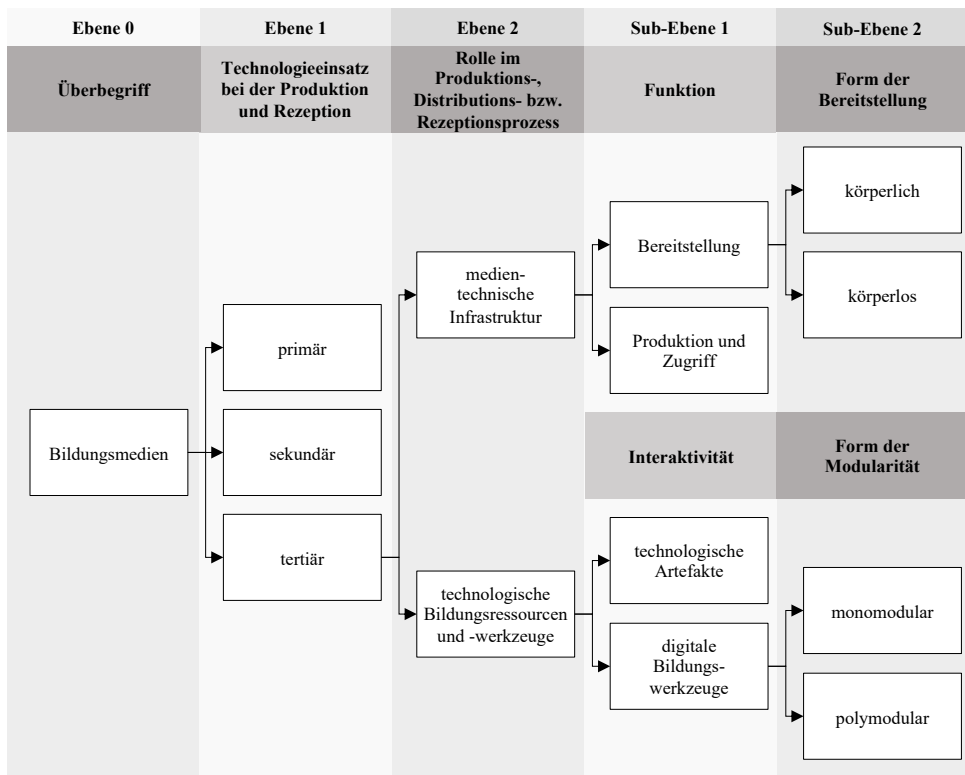 Ebene 0
Ebene 1
Ebene 2
Sub-Ebene 1
Sub-Ebene 2
Überbegriff
Technologieeinsatz
bei der Produktion
und Rezeption
Rolle im
Produktions-,
Distributions- bzw.
Rezeptionsprozess
Funktion
Form der
Bereitstellung
Bildungsmedien
primär
sekundär
tertiär
medien-
technische
Infrastruktur
technologische
Bildungsressourcen
und -werkzeuge
Bereitstellung
Produktion und
Zugriff
körperlich
körperlos
Interaktivität
Form der
Modularität
technologische
Artefakte
digitale
Bildungs-
werkzeuge
monomodular
polymodular